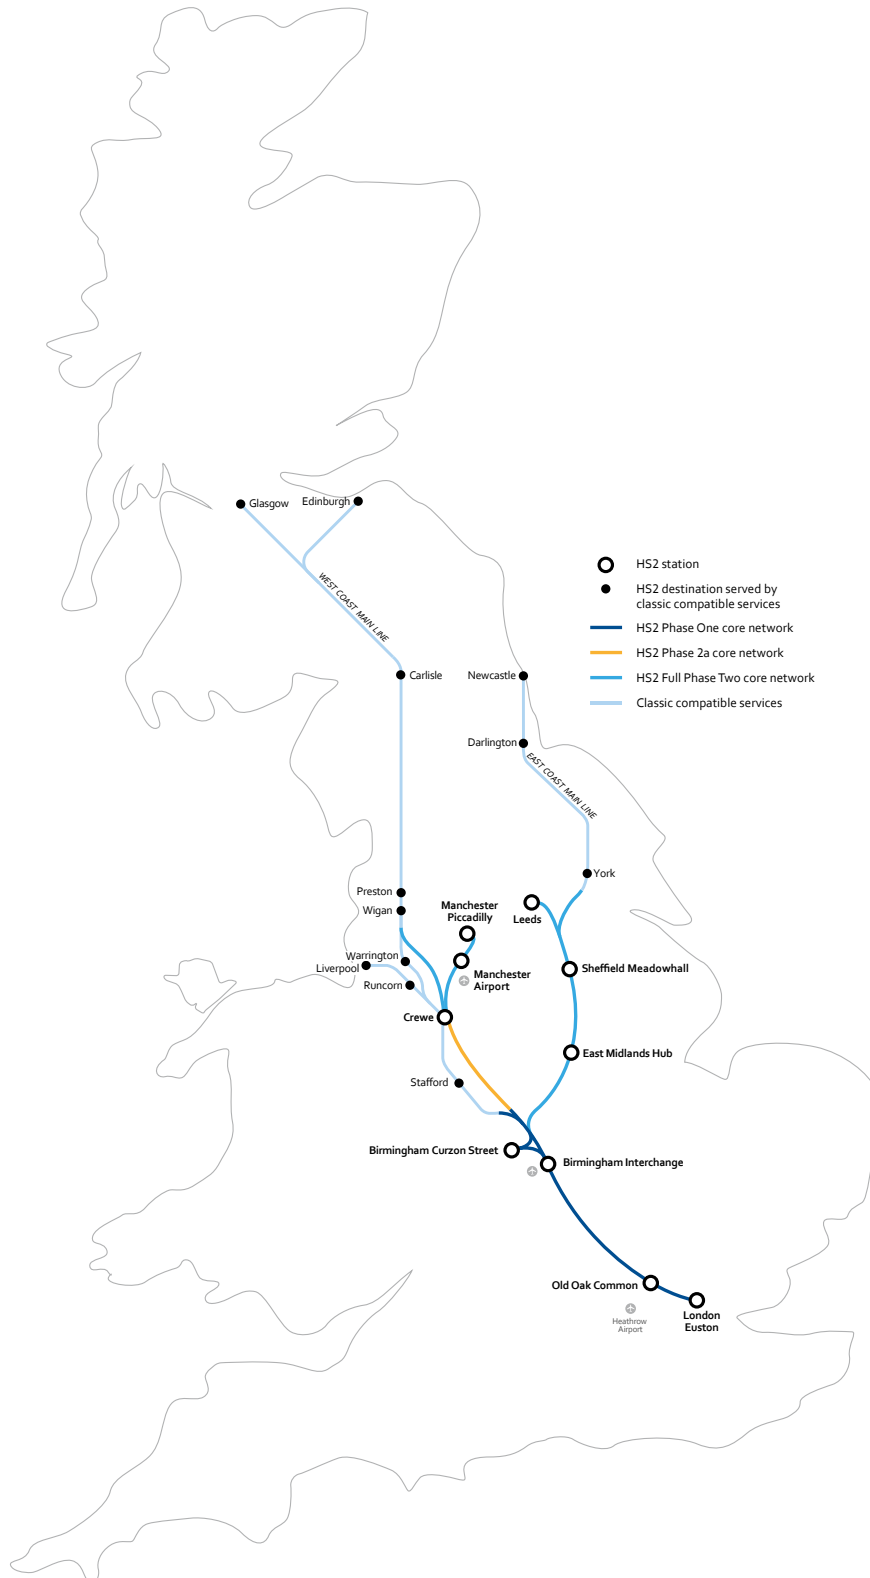 Glasgow
Edinburgh
WEST COAST MAIN LINE
HS2 station
HS2 destination served by
classic compatible services
HS2 Phase One core network
HS2 Phase 2a core network
HS2 Full Phase Two core network
Classic compatible services
Carlisle
Newcastle
Darlington
EAST COAST MAIN LINE
York
Preston
Wigan
Manchester
Piccadilly
Leeds
Warrington
Liverpool
Runcorn
Manchester
Airport
Sheffield Meadowhall
Crewe
East Midlands Hub
Stafford
Birmingham Curzon Street
Birmingham Interchange
Old Oak Common
London
Euston
Heathrow
Airport